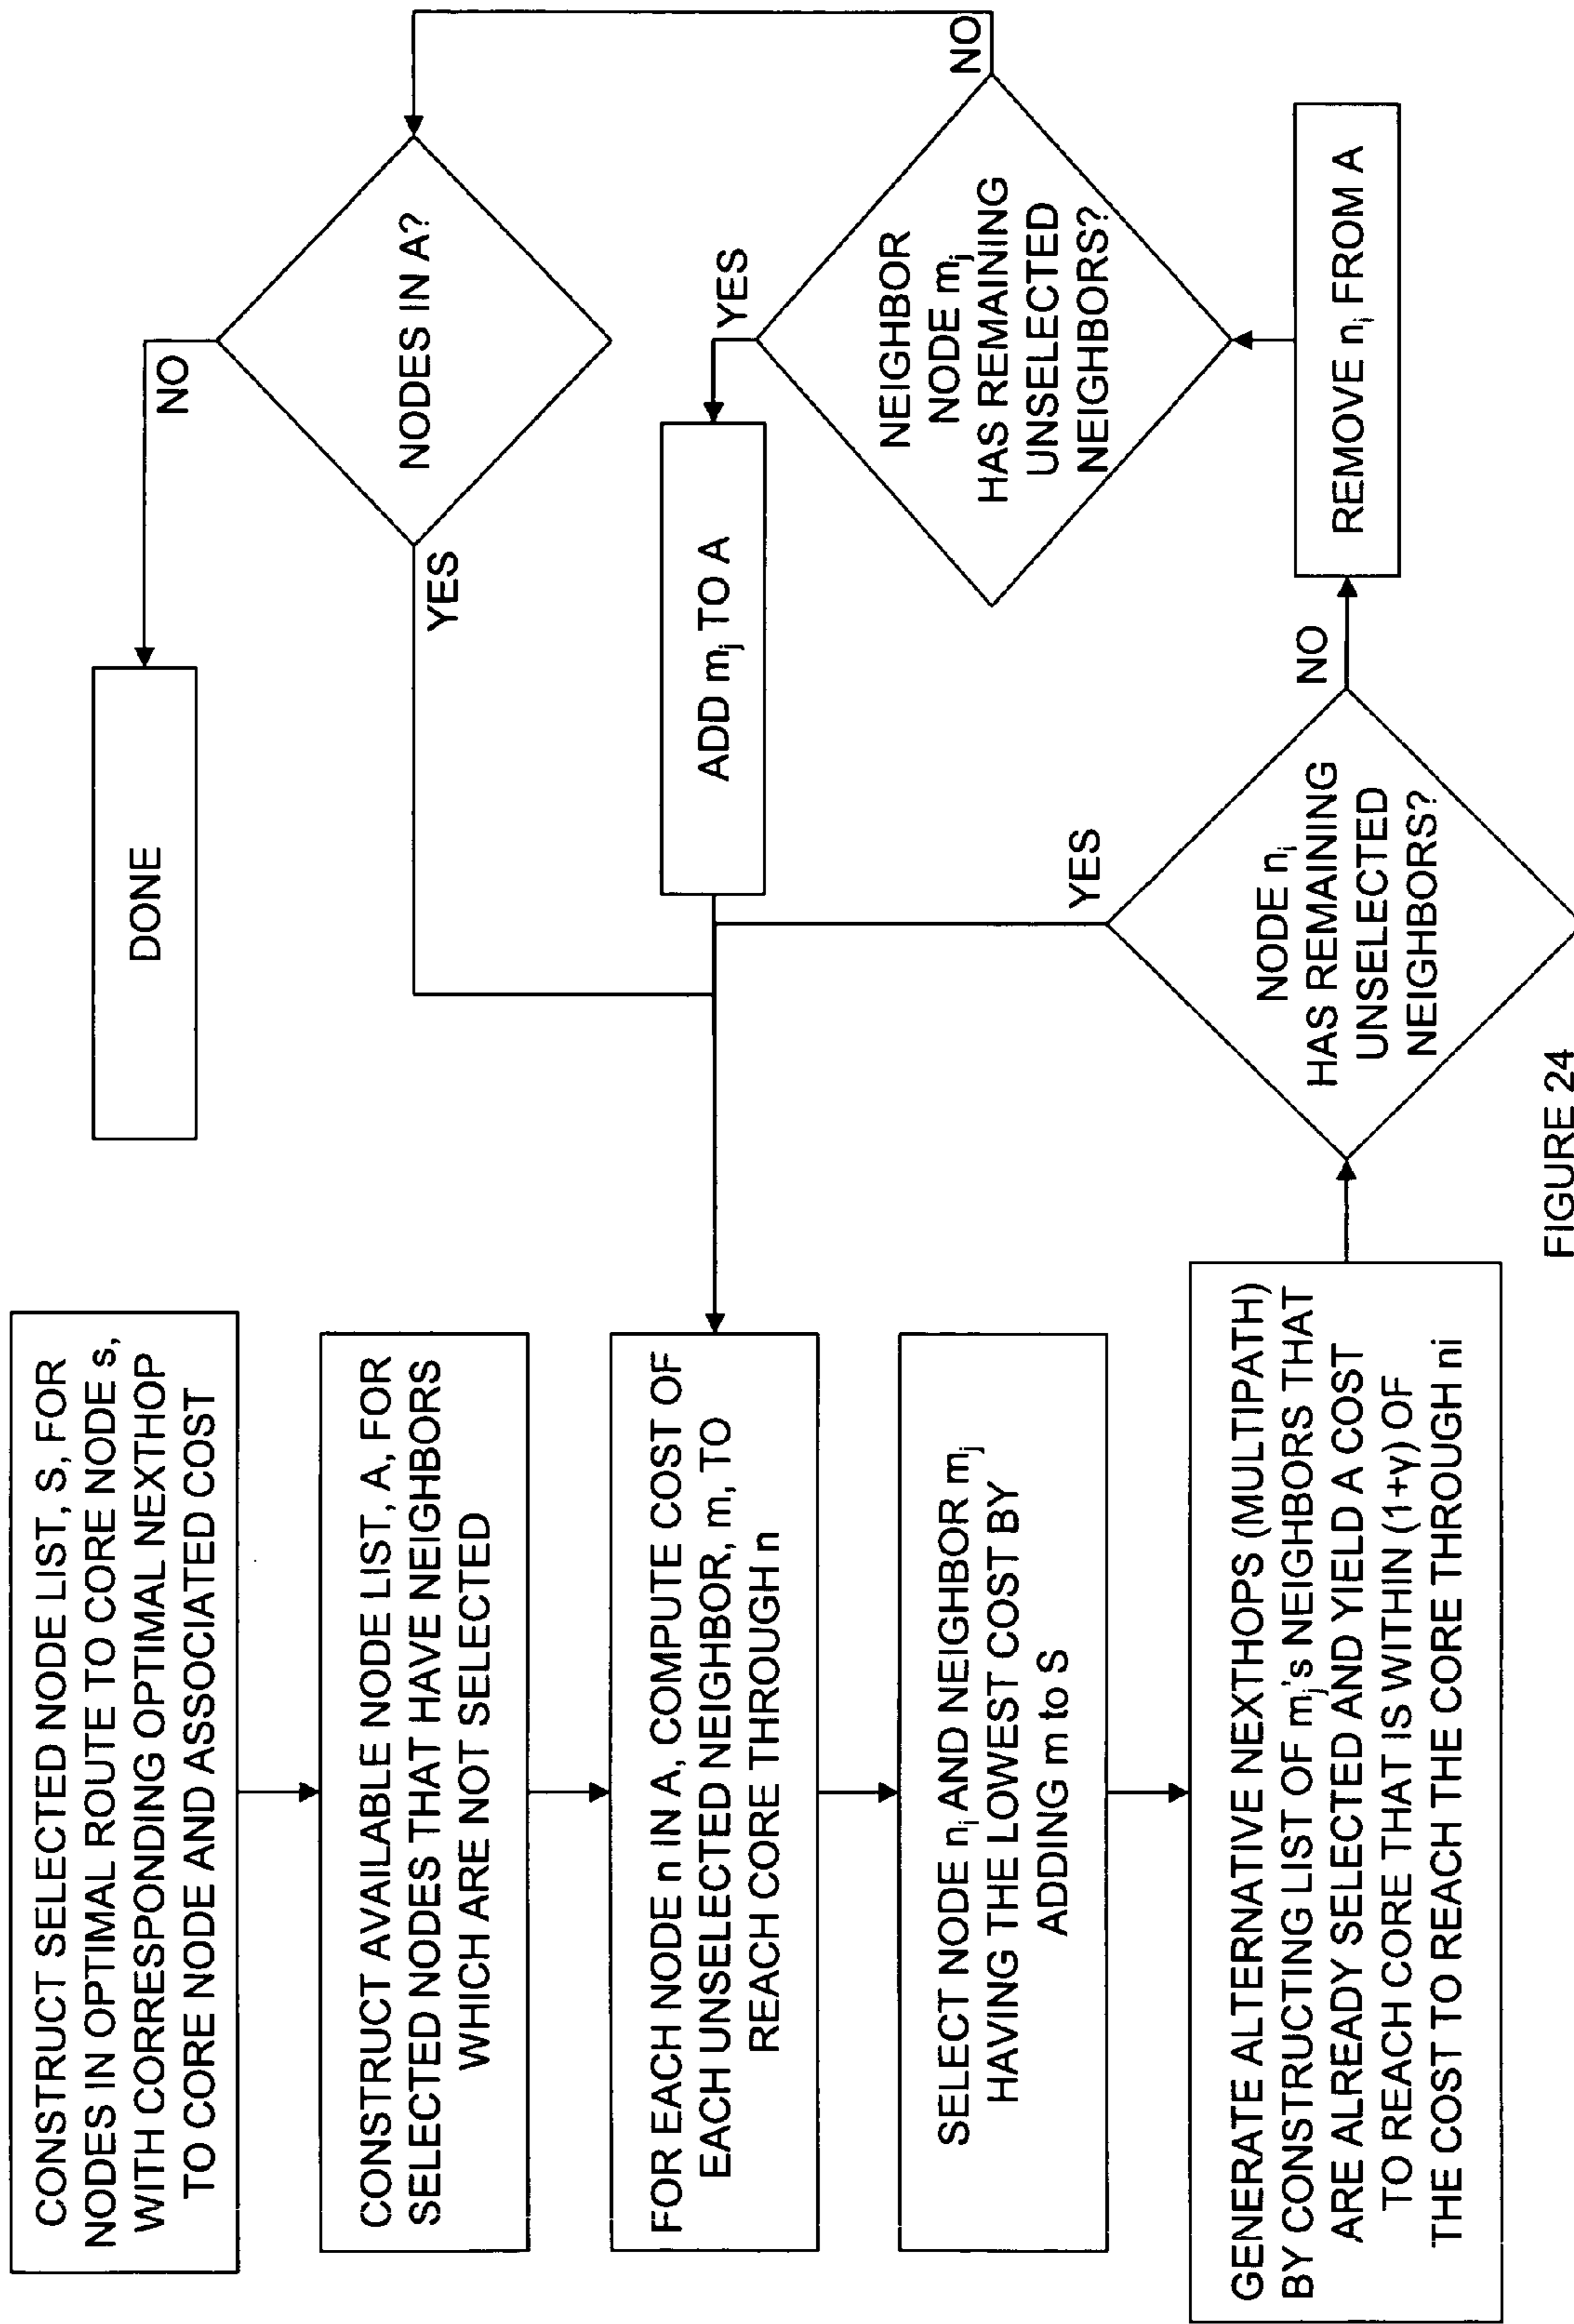 CONSTRUCT SELECTED NODE LIST, S, FOR
NODES IN OPTIMAL ROUTE TO CORE NODE s,
WITH CORRESPONDING OPTIMAL NEXTHOP
TO CORE NODE AND ASSOCIATED COST
CONSTRUCT AVAILABLE NODE LIST, A, FOR
SELECTED NODES THAT HAVE NEIGHBORS
WHICH ARE NOT SELECTED
FOR EACH NODE n IN A, COMPUTE COST OF
EACH UNSELECTED NEIGHBOR, m, TO
REACH CORE THROUGH n
SELECT NODE ni AND NEIGHBOR mj
HAVING THE LOWEST COST BY
ADDING m to S
GENERATE ALTERNATIVE NEXTHOPS (MULTIPATH)
BY CONSTRUCTING LIST OF mj's NEIGHBORS THAT
ARE ALREADY SELECTED AND YIELD A COST
TO REACH CORE THAT IS WITHIN (1+γ) OF
THE COST TO REACH THE CORE THROUGH ni
NODE ni
HAS REMAINING
UNSELECTED
NEIGHBORS?
YES
NO
REMOVE ni FROM A
NEIGHBOR
NODE mj
HAS REMAINING
UNSELECTED
NEIGHBORS?
YES
NO
ADD mj TO A
NODES IN A?
YES
NO
DONE
FIGURE 24